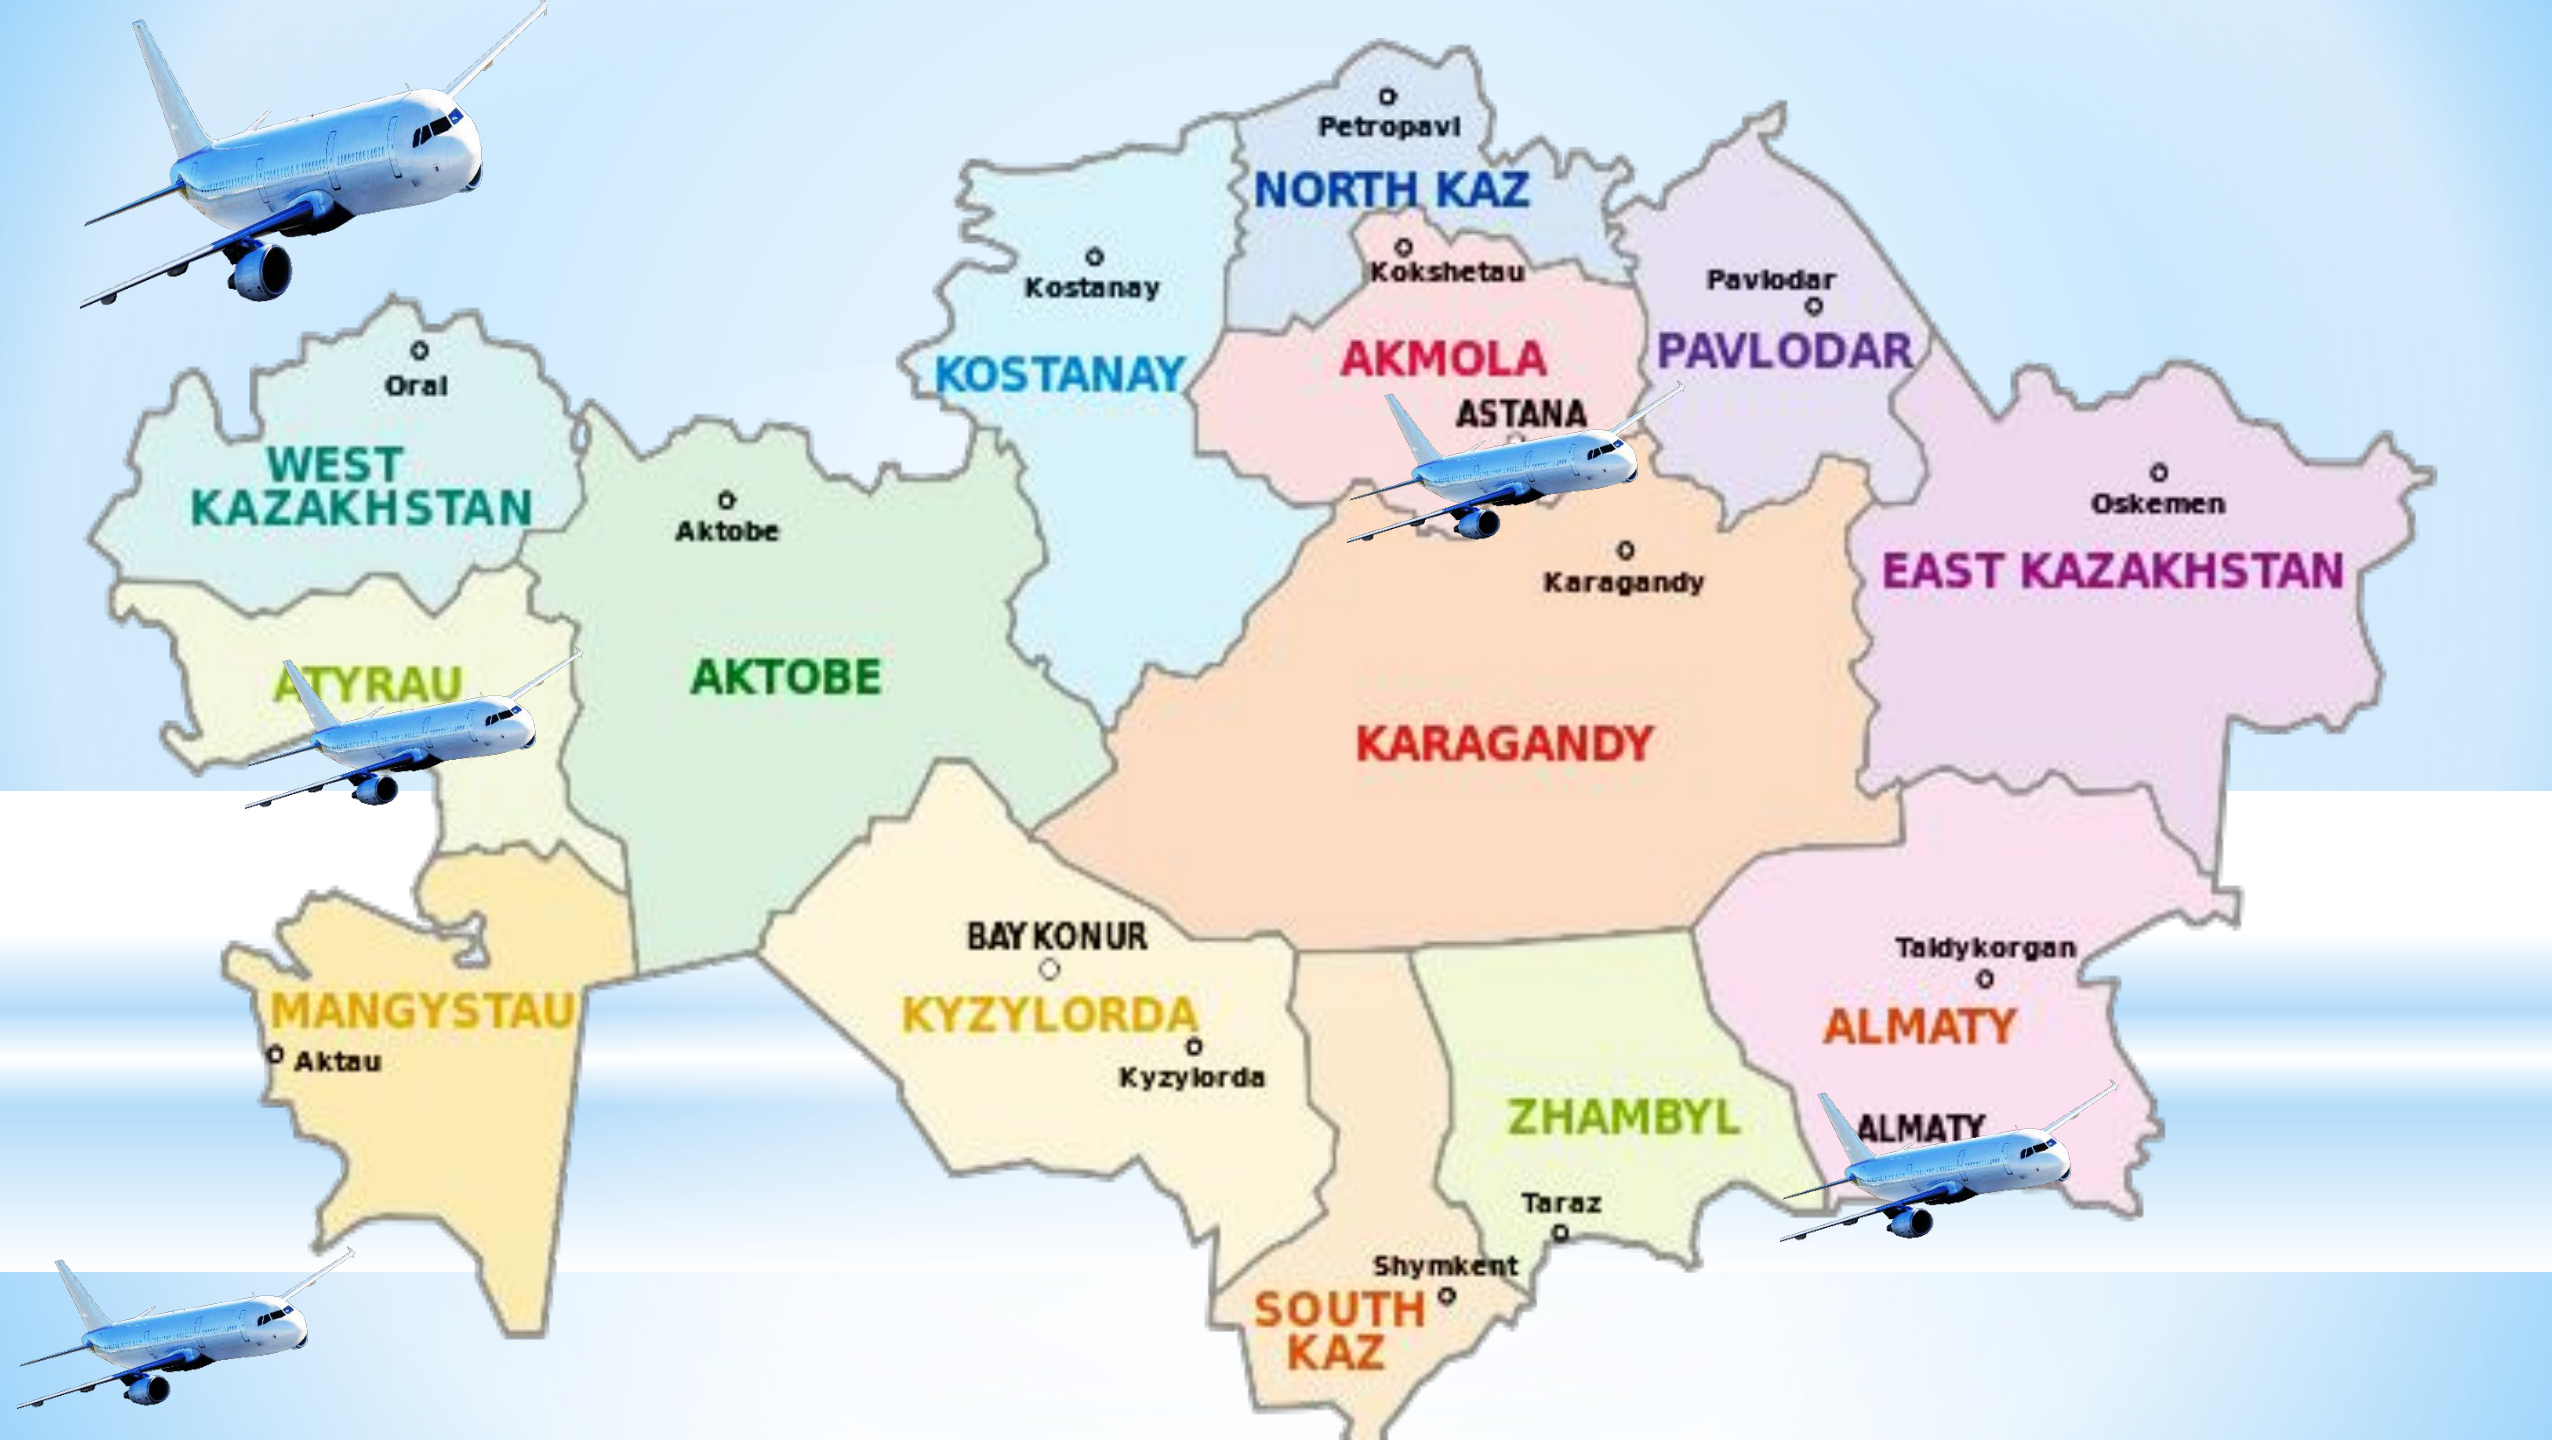 Petropavl
NORTH KAZ
Kokshetau
Kostanay
Pavlodar
KOSTANAY
AKMOLA
PAVLODAR
ASTANA
Oral
WEST
KAZAKHSTAN
Aktobe
Oskemen
Karagandy
EAST KAZAKHSTAN
ATYRAU
AKTOBE
KARAGANDY
BAYKONUR
KYZYLORDA
Kyzylorda
MANGYSTAU
Aktau
Taldykorgan
ALMATY
ALMATY
ZHAMBYL
Taraz
Shymkent
SOUTH
KAZ